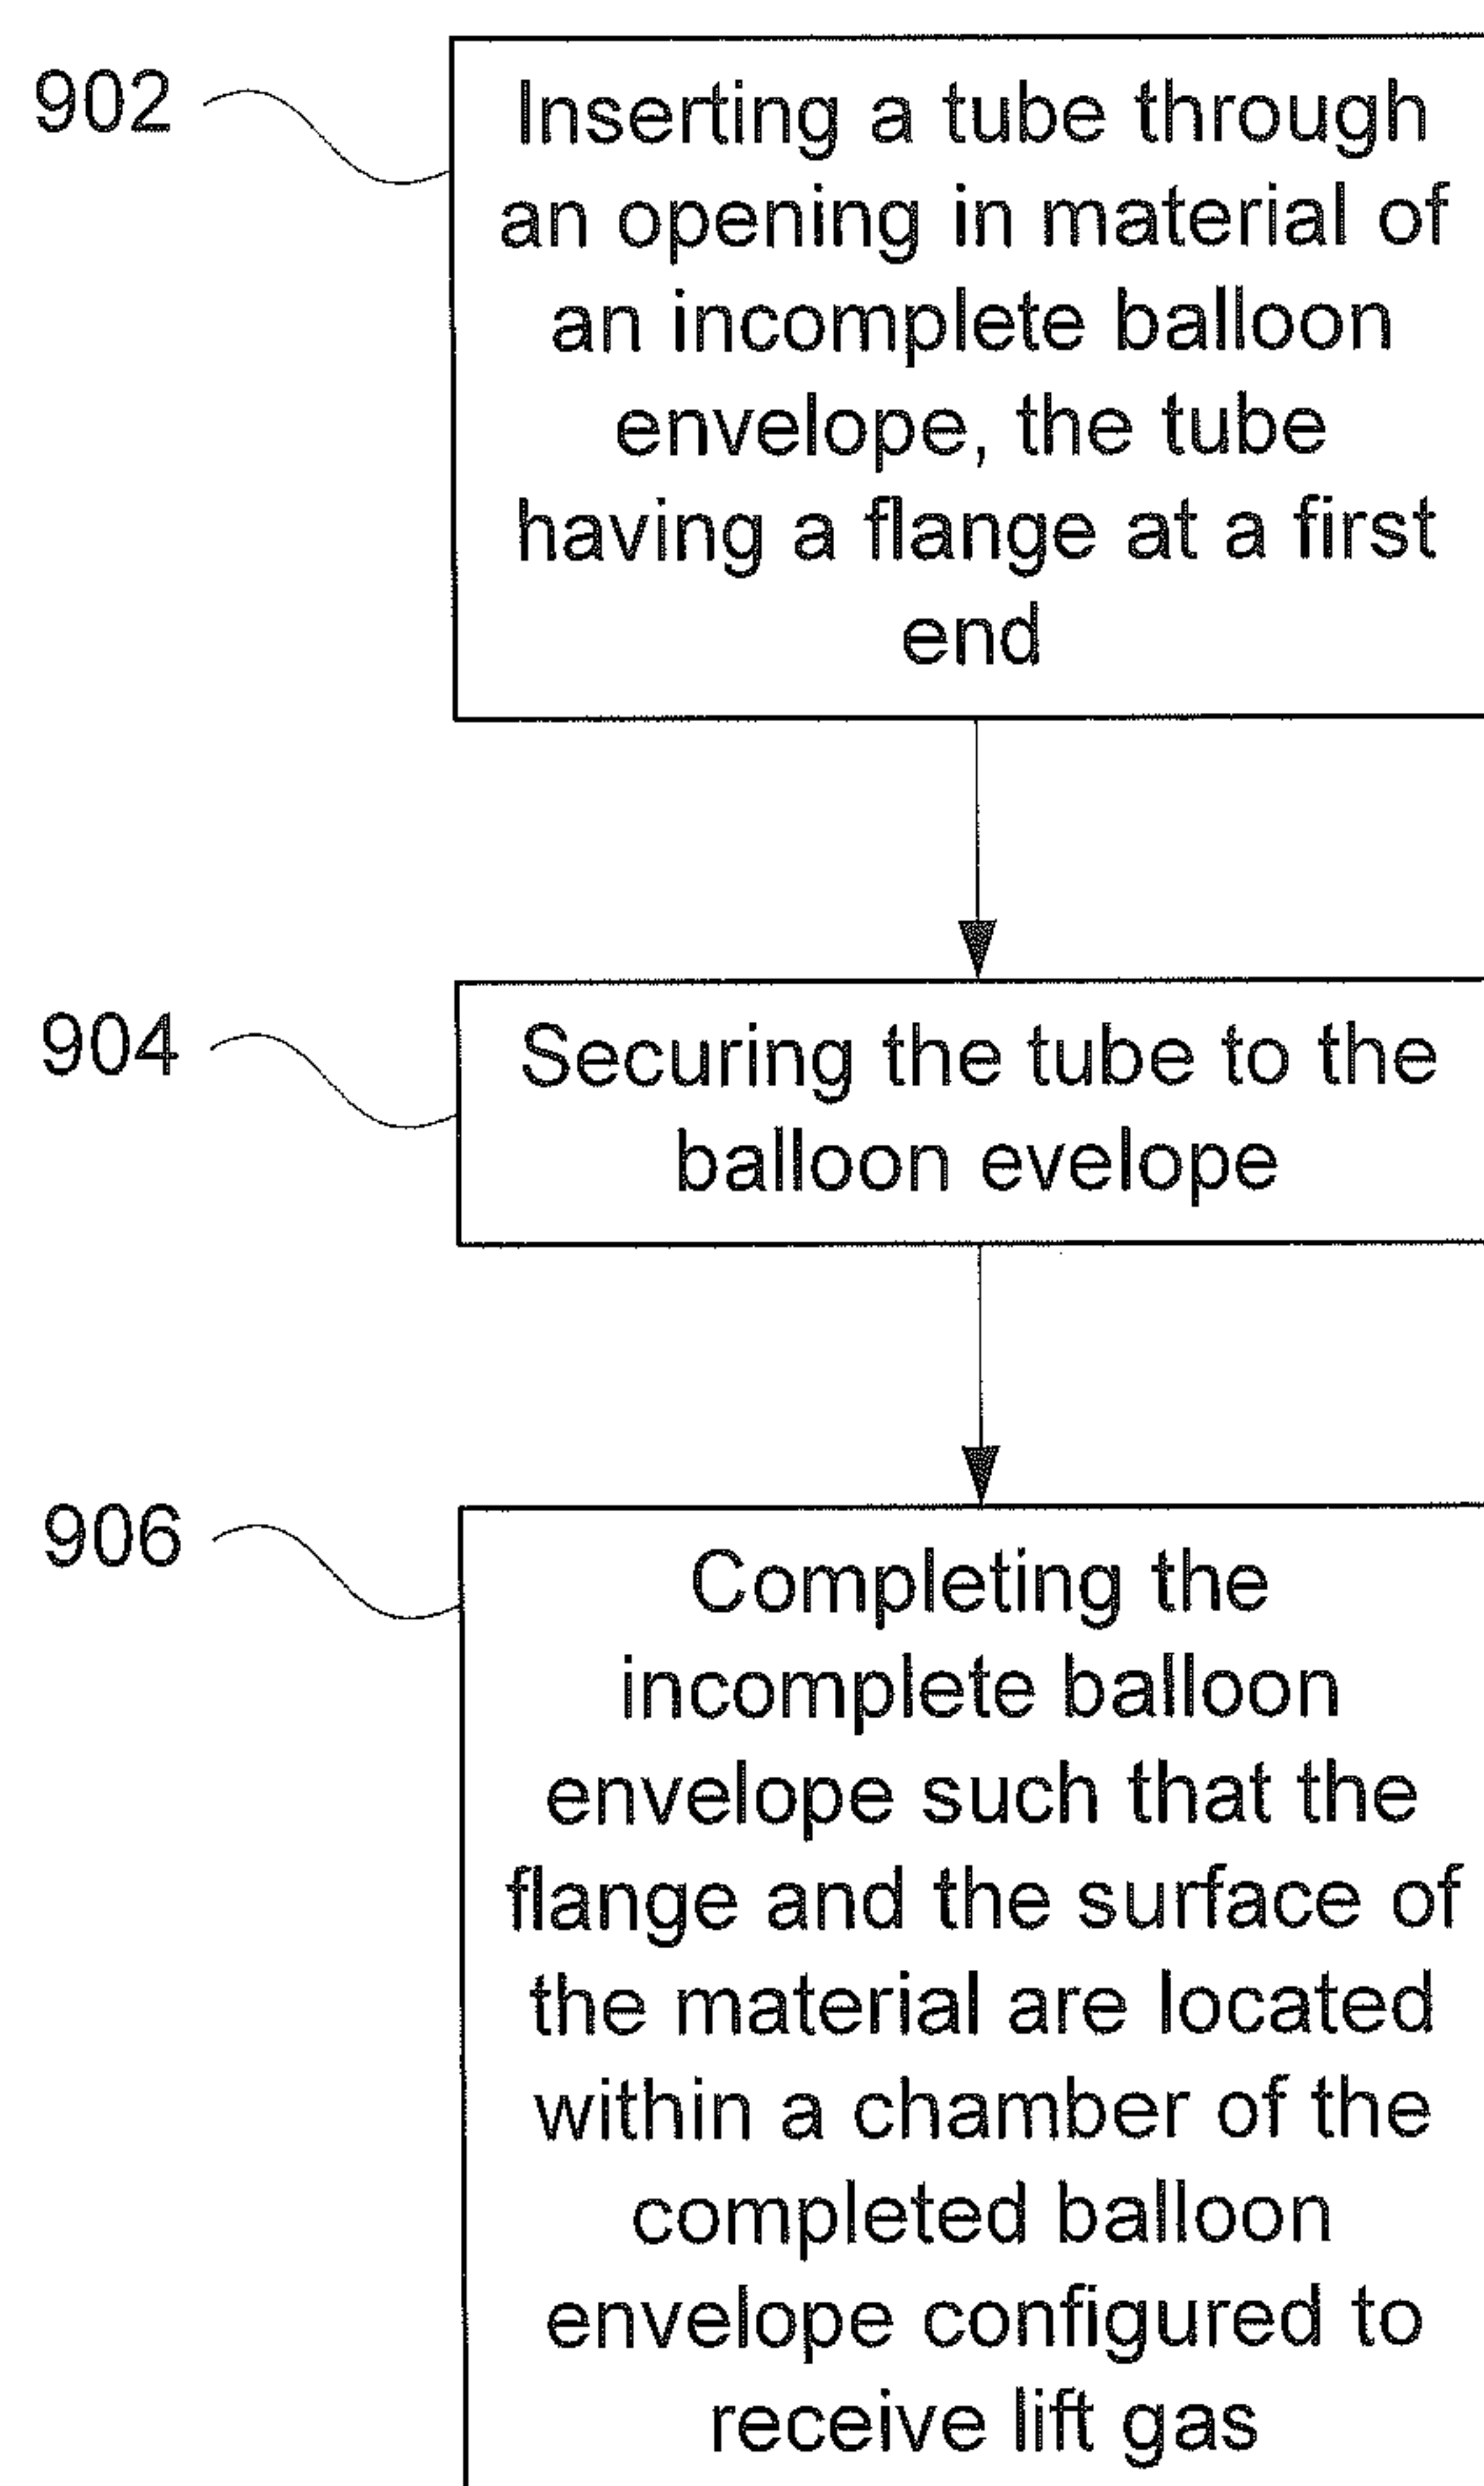 902
Inserting a tube through
an opening in material of
an incomplete balloon
envelope, the tube
having a flange at a first
end
904
Securing the tube to the
balloon evelope
906
Completing the
incomplete balloon
envelope such that the
flange and the surface of
the material are located
within a chamber of the
completed balloon
envelope configured to
receive lift gas